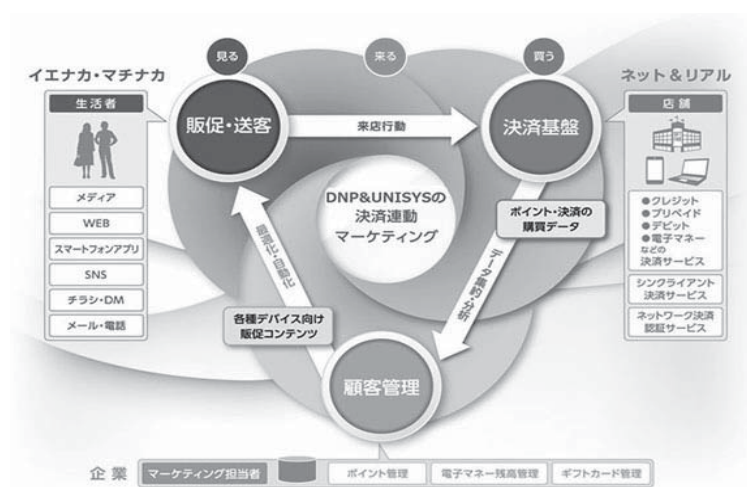 見る
来る
買う
イエナカ・マチナカ
ネット&リアル
生活者
メディア
WEB
スマートフォンアプリ
SNS
チラシ・DM
メール・電話
販促・送客
来店行動
決済基盤
DNP&UNISYSの
決済連動
マーケティング
ポイント・決済の
購買データ
データ集約・分析
最適化・自動化
各種デバイス向け
販促コンテンツ
顧客管理
店舗
●クレジット
●プリペイド
●デビット
●電子マネー
などの
決済サービス
シンクライアント
決済サービス
ネットワーク決済
認証サービス
企業
マーケティング担当者
ポイント管理
電子マネー残高管理
ギフトカード管理